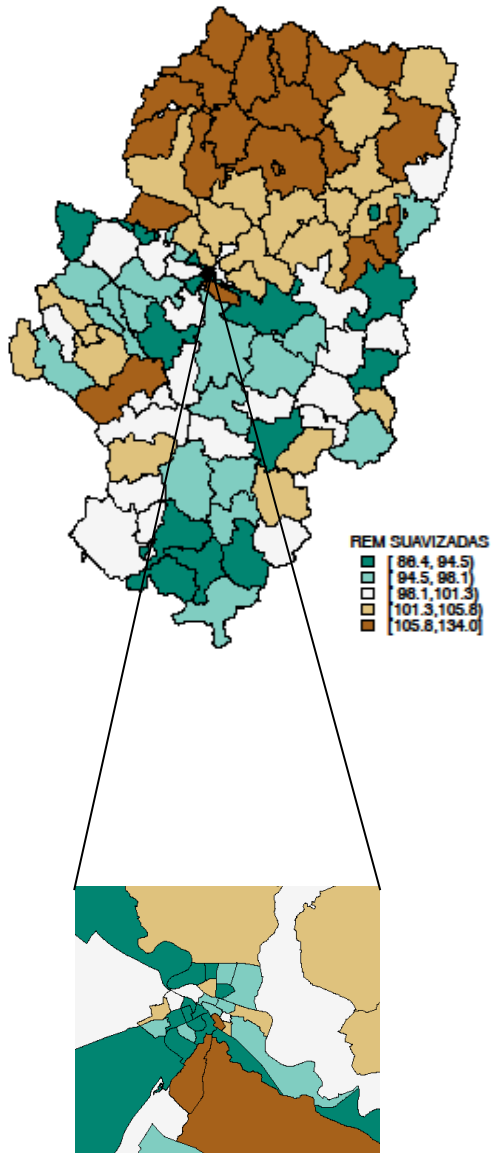 REM SUAVIZADAS
[ 86.4, 94.5)
[ 94.5, 98.1)
[ 98.1,101.3)
[101.3,105.8)
[105.8,134.0]